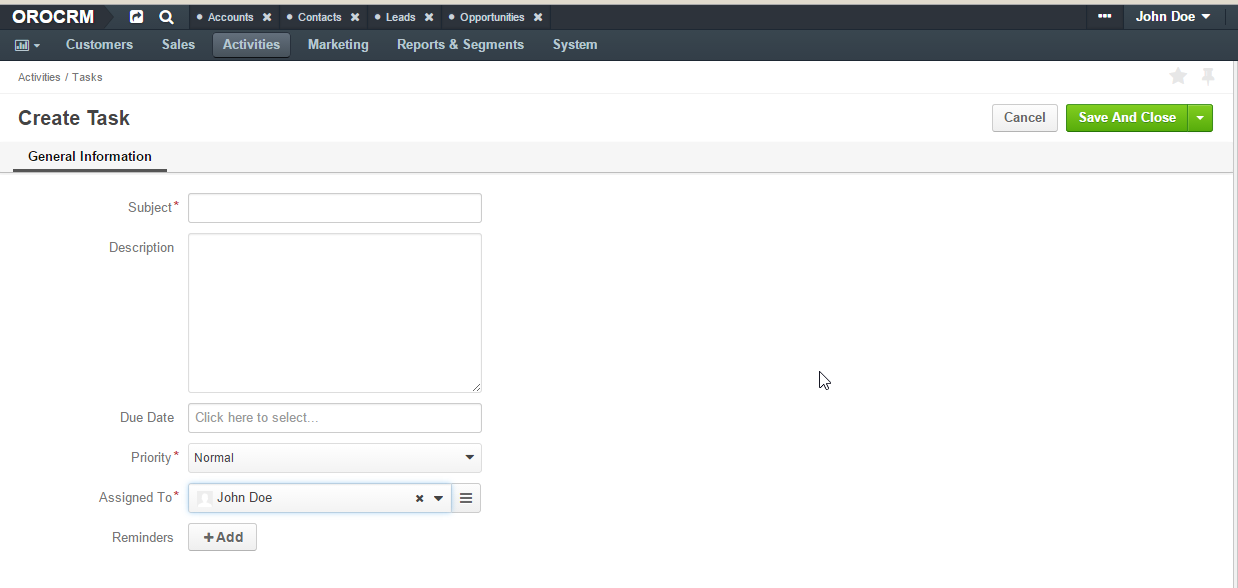 OROCRM Accounts Contacts Leads Opportunities John Doe
Customers Sales Activities Marketing Reports & Segments System
Activities / Tasks
Create Task Cancel Save And Close
General Information
Subject*
Description
Due Date Click here to select...
Priority* Normal
Assigned To* John Doe
Reminders +Add